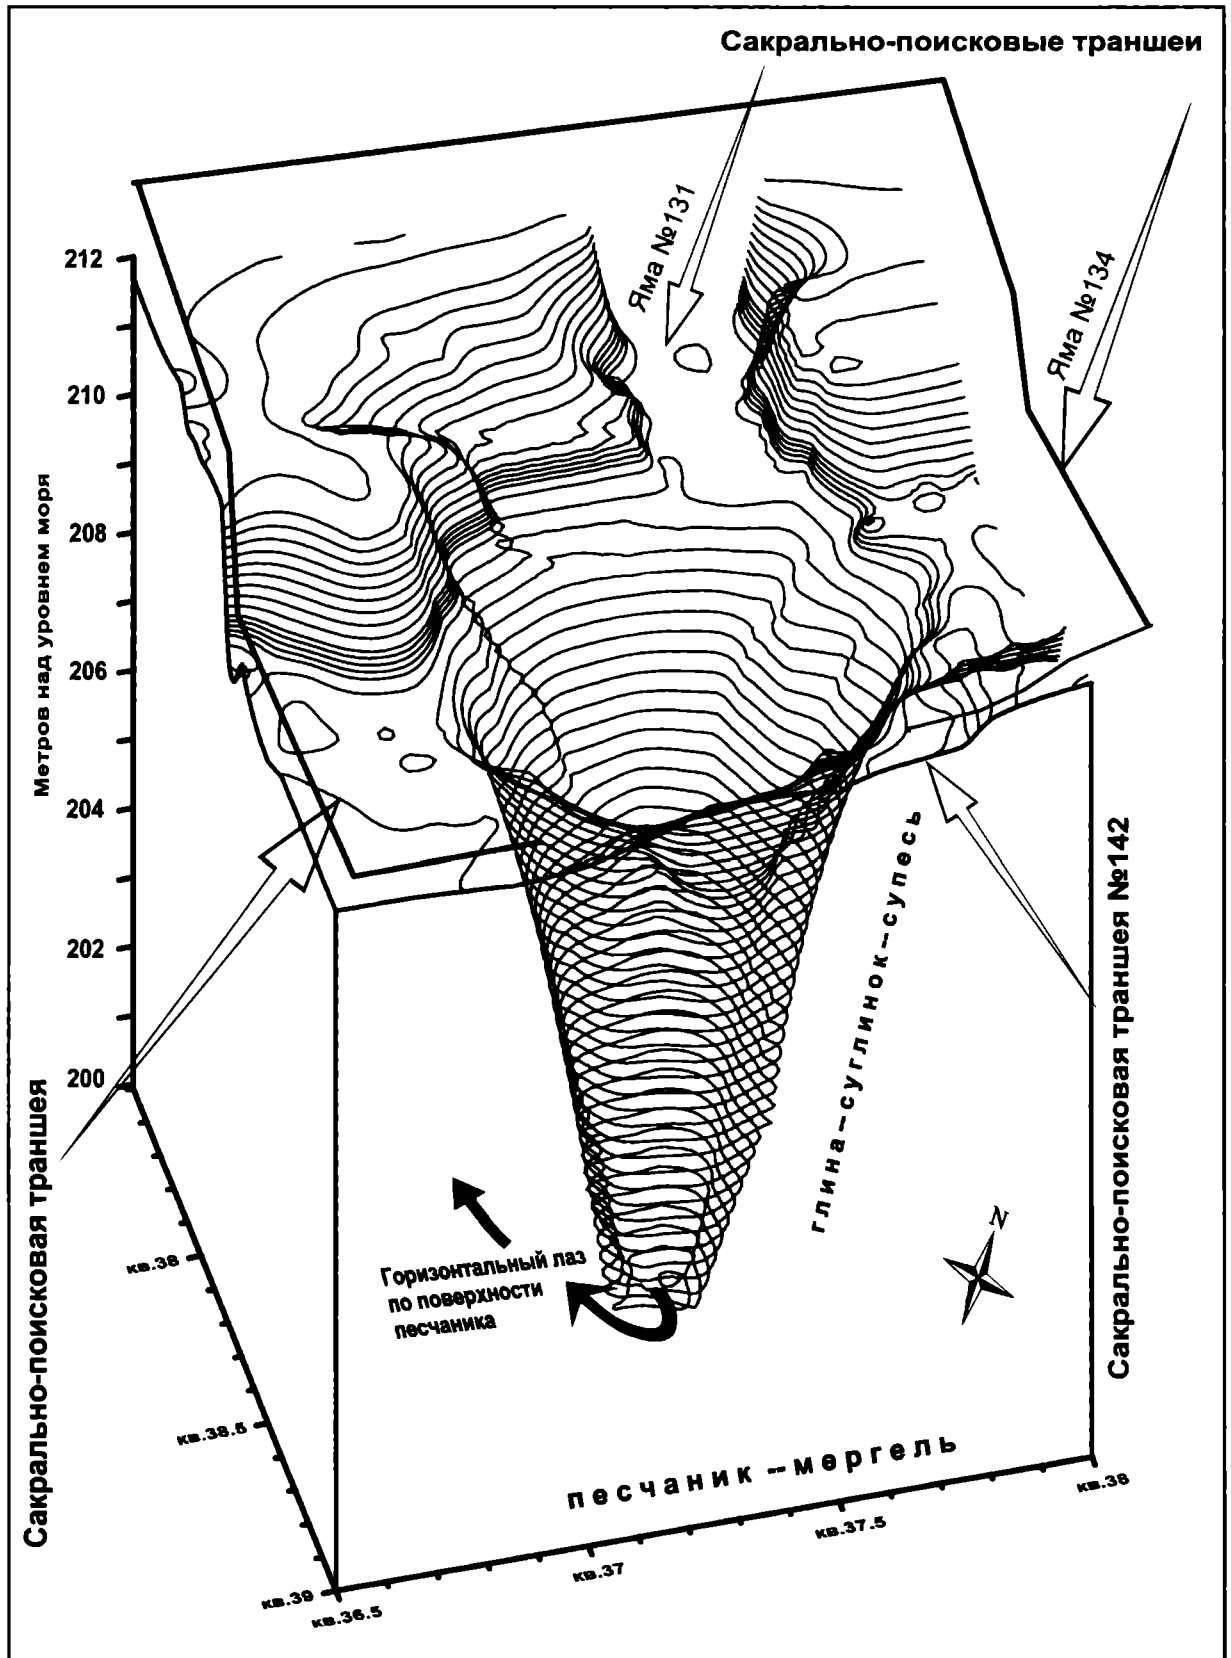 Сакрально-поисковые траншеи
Яма №131
Яма №134
212
210
208
206
204
202
200
Метров над уровнем моря
Сакрально-поисковая траншея
Сакрально-поисковая траншея №142
глина–суглинок–супесь
N
Горизонтальный лаз
по поверхности
песчаника
песчаник –мергель
кв.38
кв.38.5
кв.39
кв.36.5
кв.37
кв.37.5
кв.38